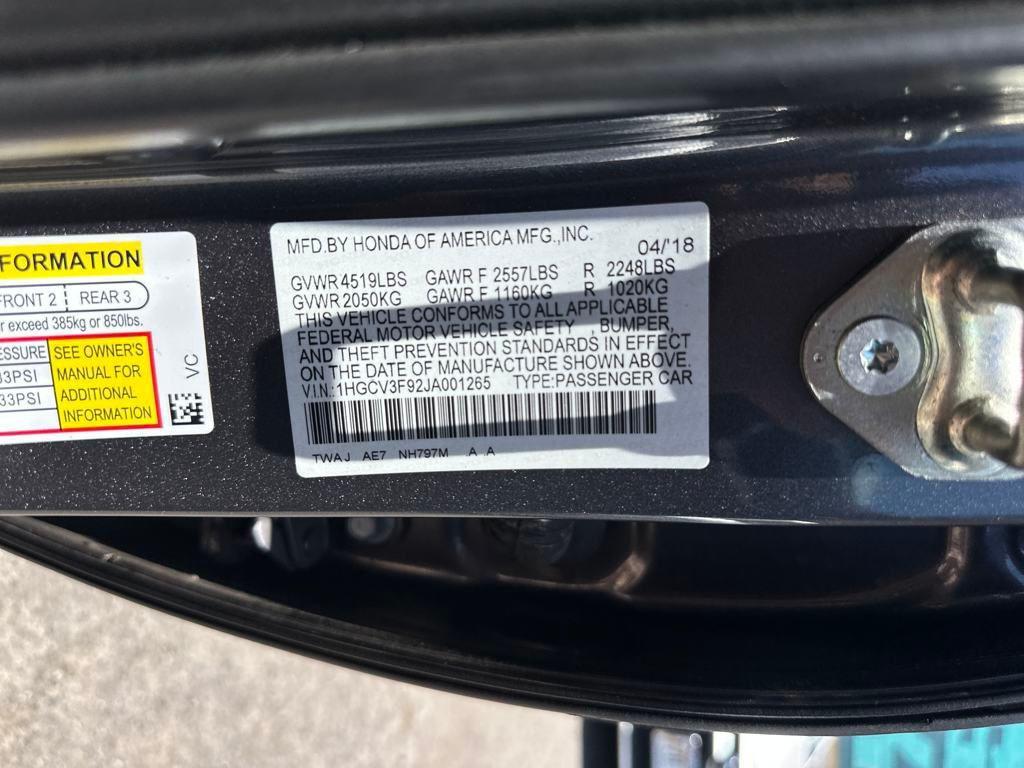 FORMATION
FRONT 2 REAR 3
exceed 385kg or 850lbs.
ESSURE SEE OWNER'S
33PSI MANUAL FOR
33PSI ADDITIONAL
INFORMATION
VC
MFD.BY HONDA OF AMERICA MFG.,INC. 04/'18
GVWR 4519LBS GAWR F 2557LBS R 2248LBS
GVWR 2050KG GAWR F 1160KG R 1020KG
THIS VEHICLE CONFORMS TO ALL APPLICABLE
FEDERAL MOTOR VEHICLE SAFETY , BUMPER,
AND THEFT PREVENTION STANDARDS IN EFFECT
ON THE DATE OF MANUFACTURE SHOWN ABOVE.
V.I.N.:1HGCV3F92JA001265 TYPE:PASSENGER CAR
TWAJ AE7 NH797M .A .A